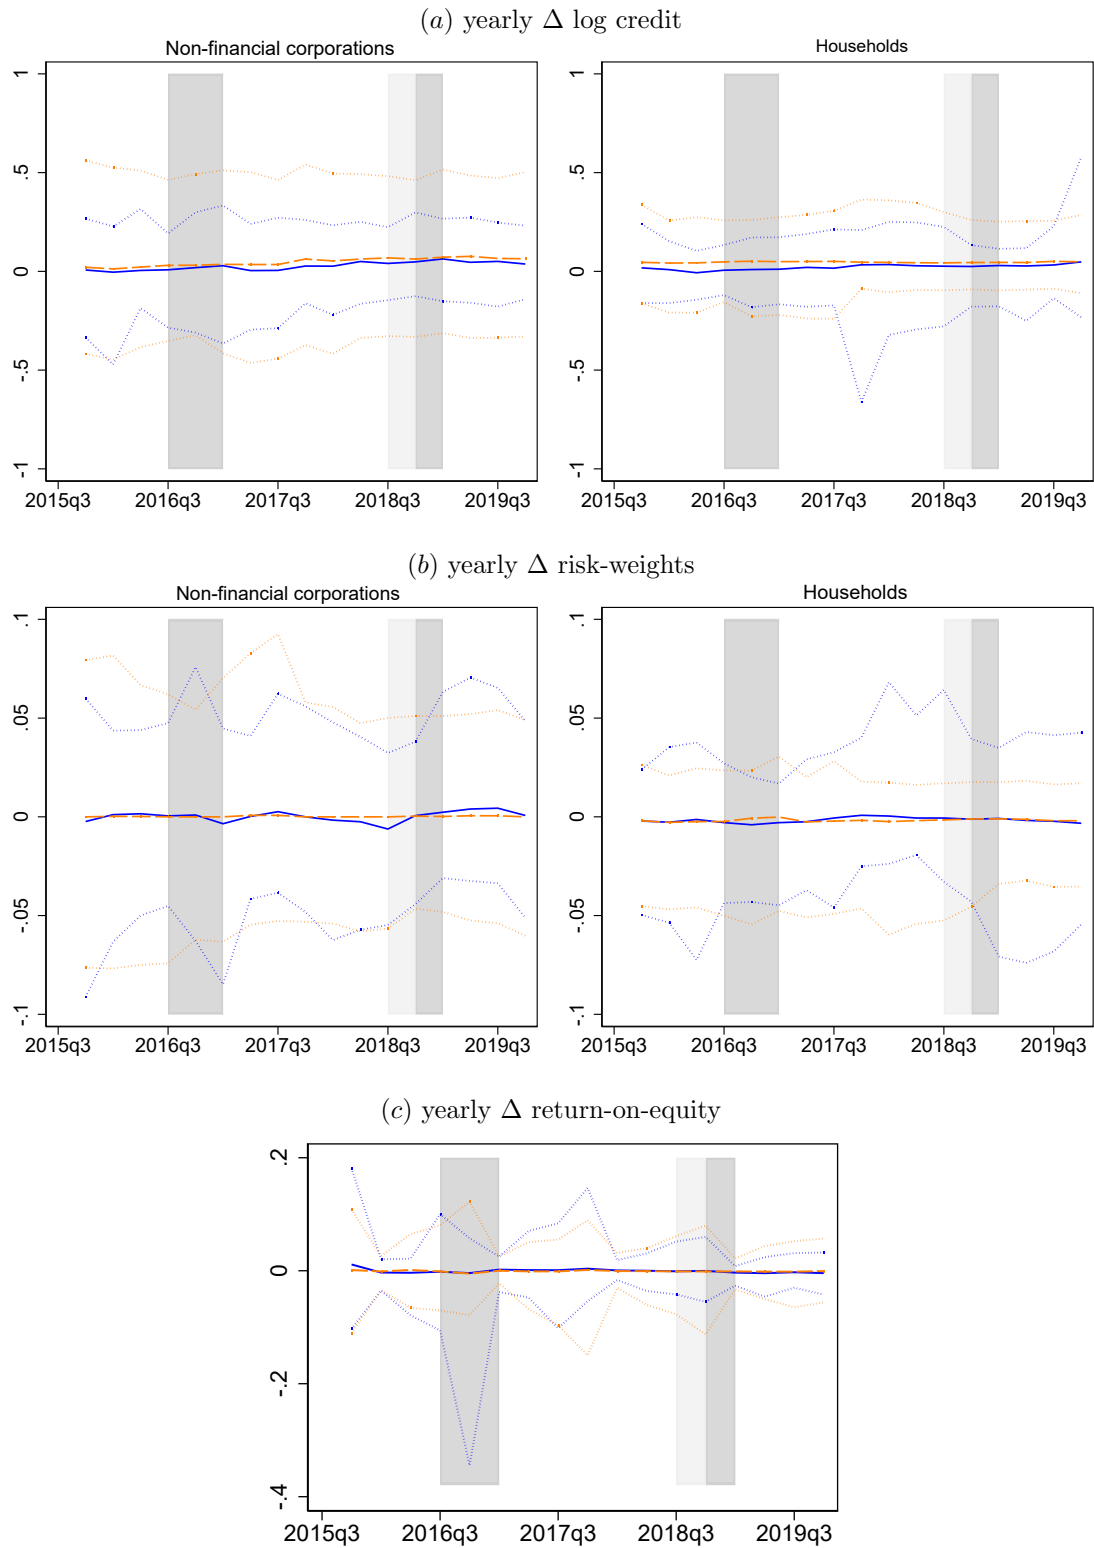 (a) yearly Δ log credit
Non-financial corporations
Households
1
.5
0
-.5
-1
2015q3 2016q3 2017q3 2018q3 2019q3
1
.5
0
-.5
-1
2015q3 2016q3 2017q3 2018q3 2019q3
(b) yearly Δ risk-weights
Non-financial corporations
Households
.1
.05
0
-.05
-.1
2015q3 2016q3 2017q3 2018q3 2019q3
.1
.05
0
-.05
-.1
2015q3 2016q3 2017q3 2018q3 2019q3
(c) yearly Δ return-on-equity
.2
0
-.2
-.4
2015q3 2016q3 2017q3 2018q3 2019q3